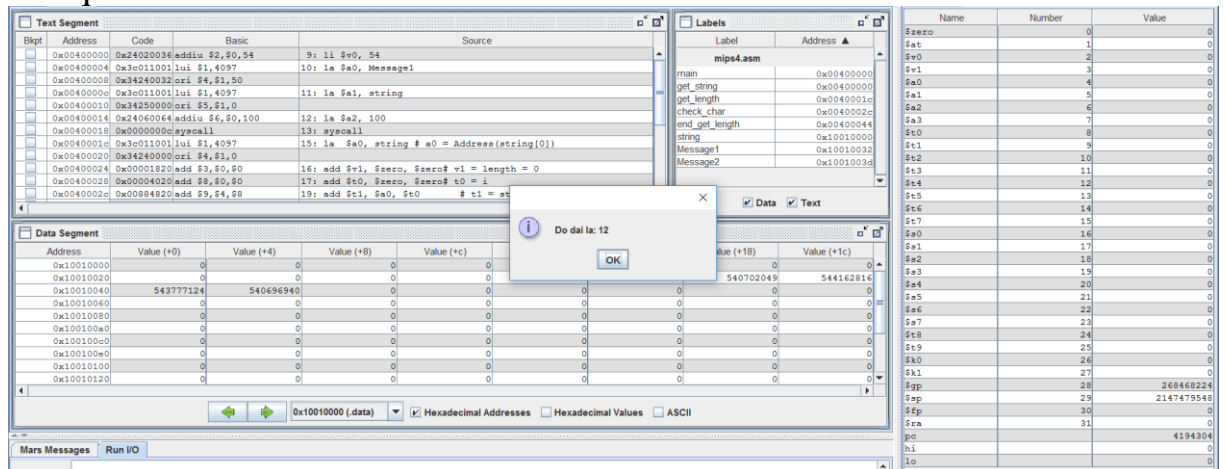 Text Segment
Bkpt Address Code Basic Source
0x00400000 0x24020036 addiu $2,$0,54 9: li $v0, 54
0x00400004 0x3c011001 lui $1,4097 10: la $a0, Message1
0x00400008 0x34240032 ori $4,$1,50
0x0040000c 0x3c011001 lui $1,4097 11: la $a1, string
0x00400010 0x34250000 ori $5,$1,0
0x00400014 0x24060064 addiu $6,$0,100 12: la $a2, 100
0x00400018 0x0000000c syscall 13: syscall
0x0040001c 0x3c011001 lui $1,4097 15: la $a0, string # a0 = Address(string[0])
0x00400020 0x34240000 ori $4,$1,0
0x00400024 0x00001820 add $3,$0,$0 16: add $v1, $zero, $zero# v1 = length = 0
0x00400028 0x00004020 add $8,$0,$0 17: add $t0, $zero, $zero# t0 = i
0x0040002c 0x00884820 add $9,$4,$8 19: add $t1, $a0, $t0 # t1 = st
Labels
Label Address ▲
mips4.asm
main 0x00400000
get_string 0x00400000
get_length 0x0040001c
check_char 0x0040002c
end_get_length 0x00400044
string 0x10010000
Message1 0x10010032
Message2 0x1001003d
Data Text
Do dai la: 12
OK
Data Segment
Address Value (+0) Value (+4) Value (+8) Value (+c) alue (+18) Value (+1c)
0x10010000 0 0 0 0 0 0
0x10010020 0 0 0 0 540702049 544162816
0x10010040 543777124 540696940 0 0 0 0 0 0
0x10010060 0 0 0 0 0 0 0 0
0x10010080 0 0 0 0 0 0 0 0
0x100100a0 0 0 0 0 0 0 0 0
0x100100c0 0 0 0 0 0 0 0 0
0x100100e0 0 0 0 0 0 0 0 0
0x10010100 0 0 0 0 0 0 0 0
0x10010120 0 0 0 0 0 0 0 0
0x10010000 (.data) Hexadecimal Addresses Hexadecimal Values ASCII
Mars Messages Run I/O
Name Number Value
$zero 0 0
$at 1 0
$v0 2 0
$v1 3 0
$a0 4 0
$a1 5 0
$a2 6 0
$a3 7 0
$t0 8 0
$t1 9 0
$t2 10 0
$t3 11 0
$t4 12 0
$t5 13 0
$t6 14 0
$t7 15 0
$s0 16 0
$s1 17 0
$s2 18 0
$s3 19 0
$s4 20 0
$s5 21 0
$s6 22 0
$s7 23 0
$t8 24 0
$t9 25 0
$k0 26 0
$k1 27 0
$gp 28 268468224
$sp 29 2147479548
$fp 30 0
$ra 31 0
pc 4194304
hi 0
lo 0